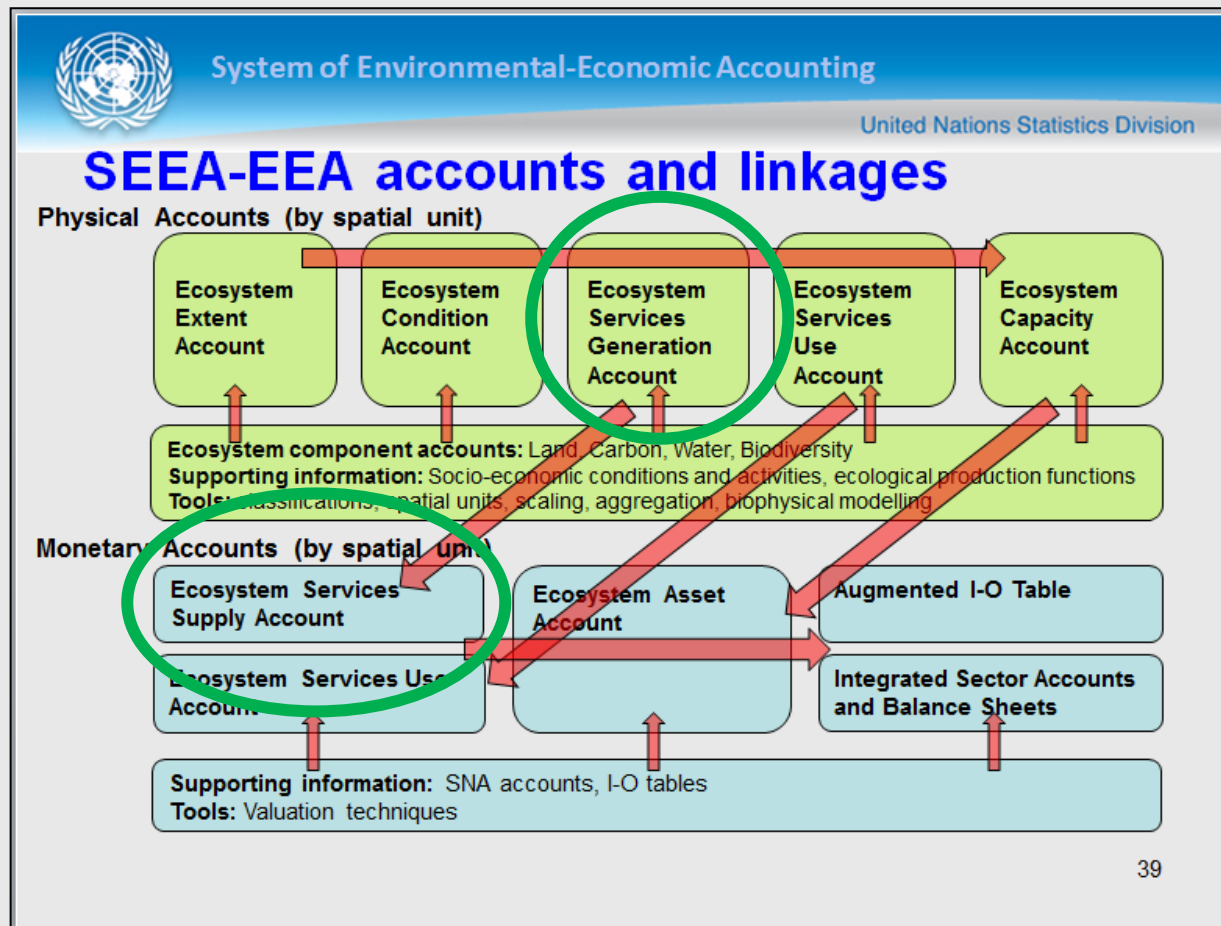 System of Environmental-Economic Accounting
United Nations Statistics Division
SEEA-EEA accounts and linkages
Physical Accounts (by spatial unit)
Ecosystem
Extent
Account
Ecosystem
Condition
Account
Ecosystem
Services
Generation
Account
Ecosystem
Services
Use
Account
Ecosystem
Capacity
Account
Ecosystem component accounts: Land, Carbon, Water, Biodiversity
Supporting information: Socio-economic conditions and activities, ecological production functions
Tools: classifications, spatial units, scaling, aggregation, biophysical modelling
Monetary Accounts (by spatial unit)
Ecosystem Services
Supply Account
Ecosystem Services Use
Account
Ecosystem Asset
Account
Augmented I-O Table
Integrated Sector Accounts
and Balance Sheets
Supporting information: SNA accounts, I-O tables
Tools: Valuation techniques
39